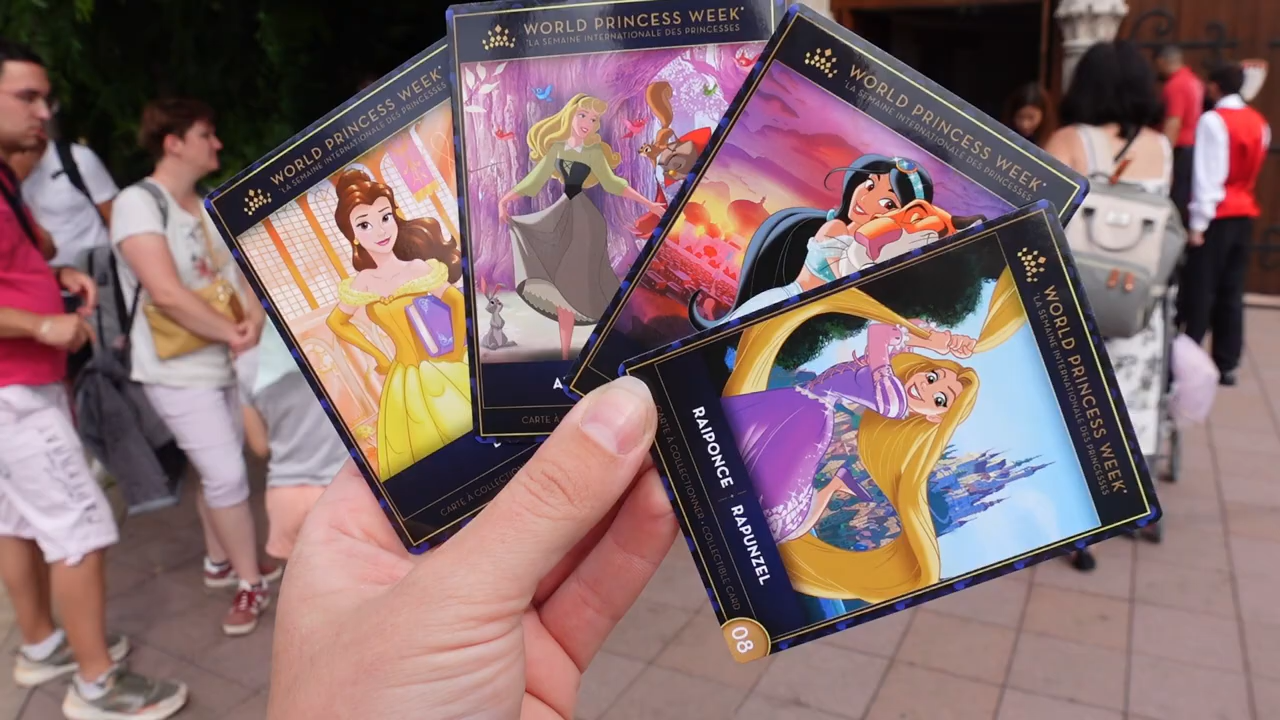 WORLD PRINCESS WEEK*
*LA SEMAINE INTERNATIONALE DES PRINCESSES
CARTE À COLLECTIONNER
WORLD PRINCESS WEEK*
*LA SEMAINE INTERNATIONALE DES PRINCESSES
A
CARTE À
WORLD PRINCESS WEEK*
*LA SEMAINE INTERNATIONALE DES PRINCESSES
WORLD PRINCESS WEEK*
*LA SEMAINE INTERNATIONALE DES PRINCESSES
RAIPONCE | RAPUNZEL
CARTE À COLLECTIONNER • COLLECTIBLE CARD
08